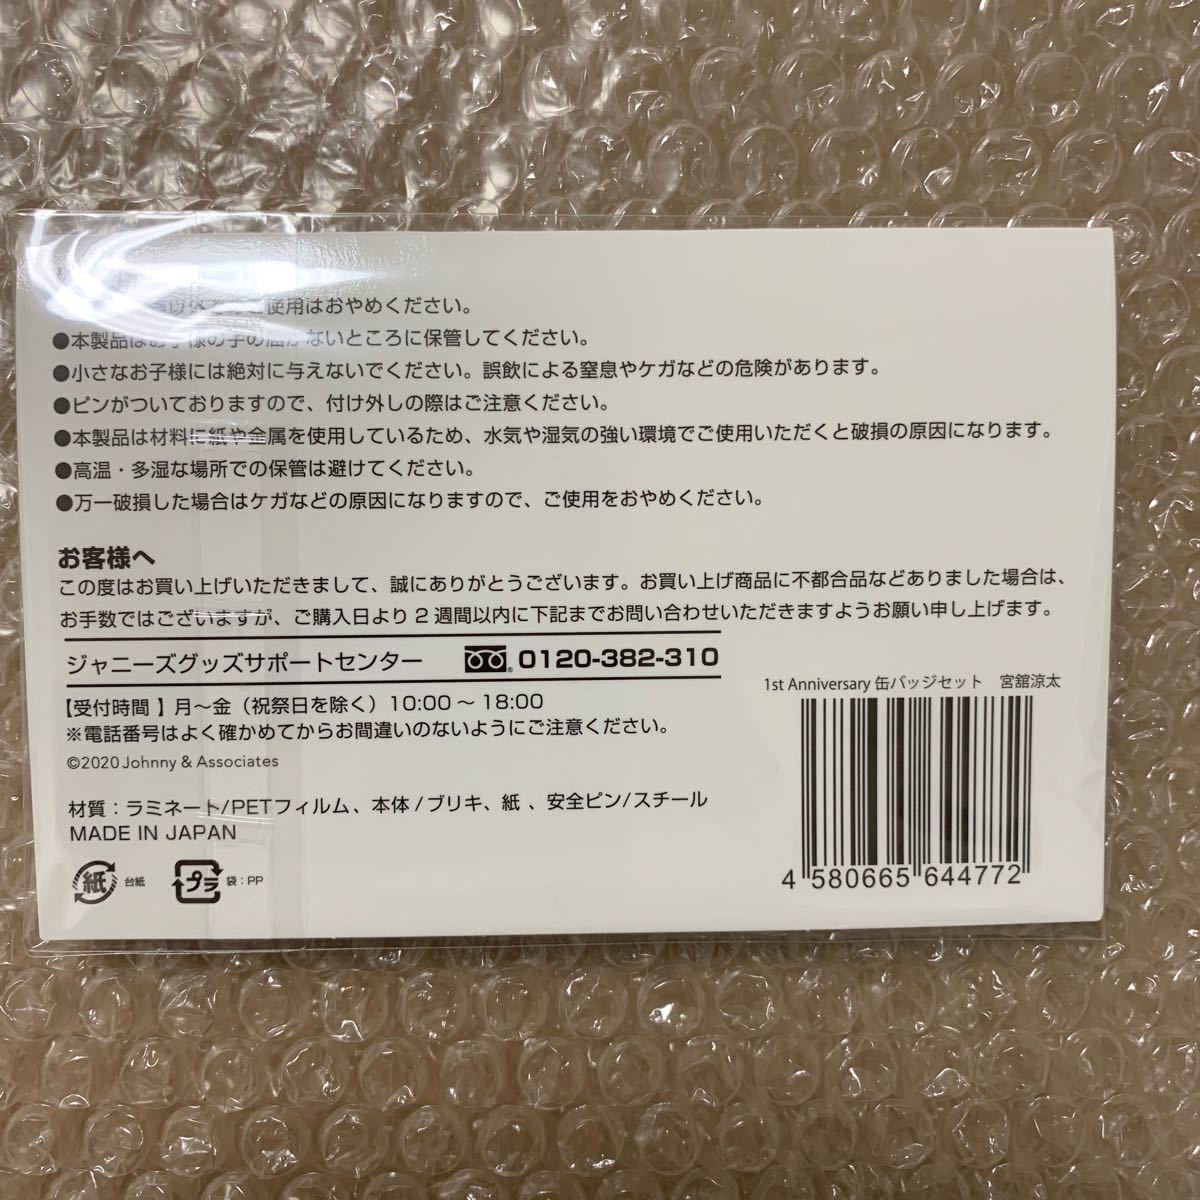 使用はおやめください。
●本製品はお子様の手の届かないところに保管してください。
●小さなお子様には絶対に与えないでください。誤飲による窒息やケガなどの危険があります。
●ピンがついておりますので、付け外しの際はご注意ください。
●本製品は材料に紙や金属を使用しているため、水気や湿気の強い環境でご使用いただくと破損の原因になります。
●高温・多湿な場所での保管は避けてください。
●万一破損した場合はケガなどの原因になりますので、ご使用をおやめください。
お客様へ
この度はお買い上げいただきまして、誠にありがとうございます。お買い上げ商品に不都合品などありました場合は、
お手数ではございますが、ご購入日より2週間以内に下記までお問い合わせいただきますようお願い申し上げます。
ジャニーズグッズサポートセンター 0120-382-310
【受付時間】月〜金（祝祭日を除く）10:00 〜 18:00
※電話番号はよく確かめてからお間違いのないようにご注意ください。
©2020 Johnny & Associates
材質：ラミネート/PETフィルム、本体/ブリキ、紙、安全ピン/スチール
MADE IN JAPAN
紙 台紙 プラ 袋：PP
1st Anniversary 缶バッジセット 宮舘涼太
4 580665 644772